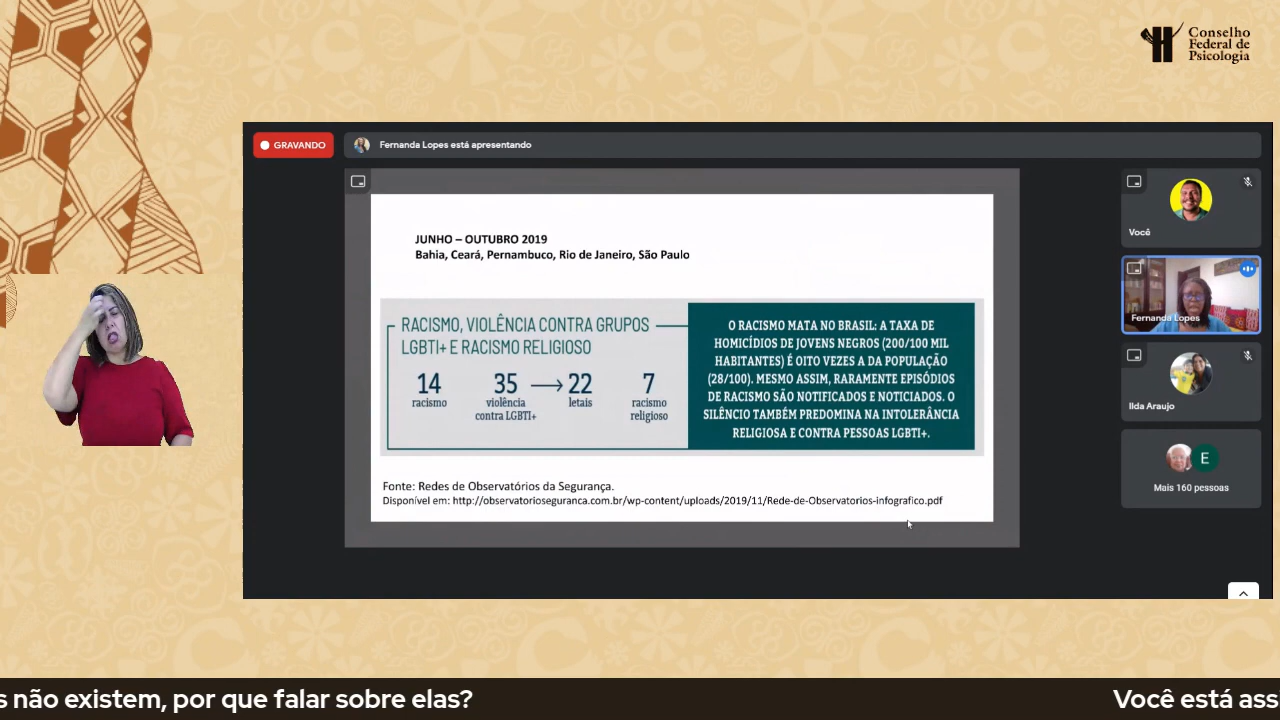 Conselho
Federal de
Psicologia
GRAVANDO
Fernanda Lopes está apresentando
JUNHO – OUTUBRO 2019
Bahia, Ceará, Pernambuco, Rio de Janeiro, São Paulo
RACISMO, VIOLÊNCIA CONTRA GRUPOS
LGBTI+ E RACISMO RELIGIOSO
14
racismo
35
violência
contra LGBTI+
22
letais
7
racismo
religioso
O RACISMO MATA NO BRASIL: A TAXA DE
HOMICÍDIOS DE JOVENS NEGROS (200/100 MIL
HABITANTES) É OITO VEZES A DA POPULAÇÃO
(28/100). MESMO ASSIM, RARAMENTE EPISÓDIOS
DE RACISMO SÃO NOTIFICADOS E NOTICIADOS. O
SILÊNCIO TAMBÉM PREDOMINA NA INTOLERÂNCIA
RELIGIOSA E CONTRA PESSOAS LGBTI+.
Fonte: Redes de Observatórios da Segurança.
Disponível em: http://observatorioseguranca.com.br/wp-content/uploads/2019/11/Rede-de-Observatorios-infografico.pdf
Você
Fernanda Lopes
Ilda Araujo
E
Mais 160 pessoas
s não existem, por que falar sobre elas?
Você está ass